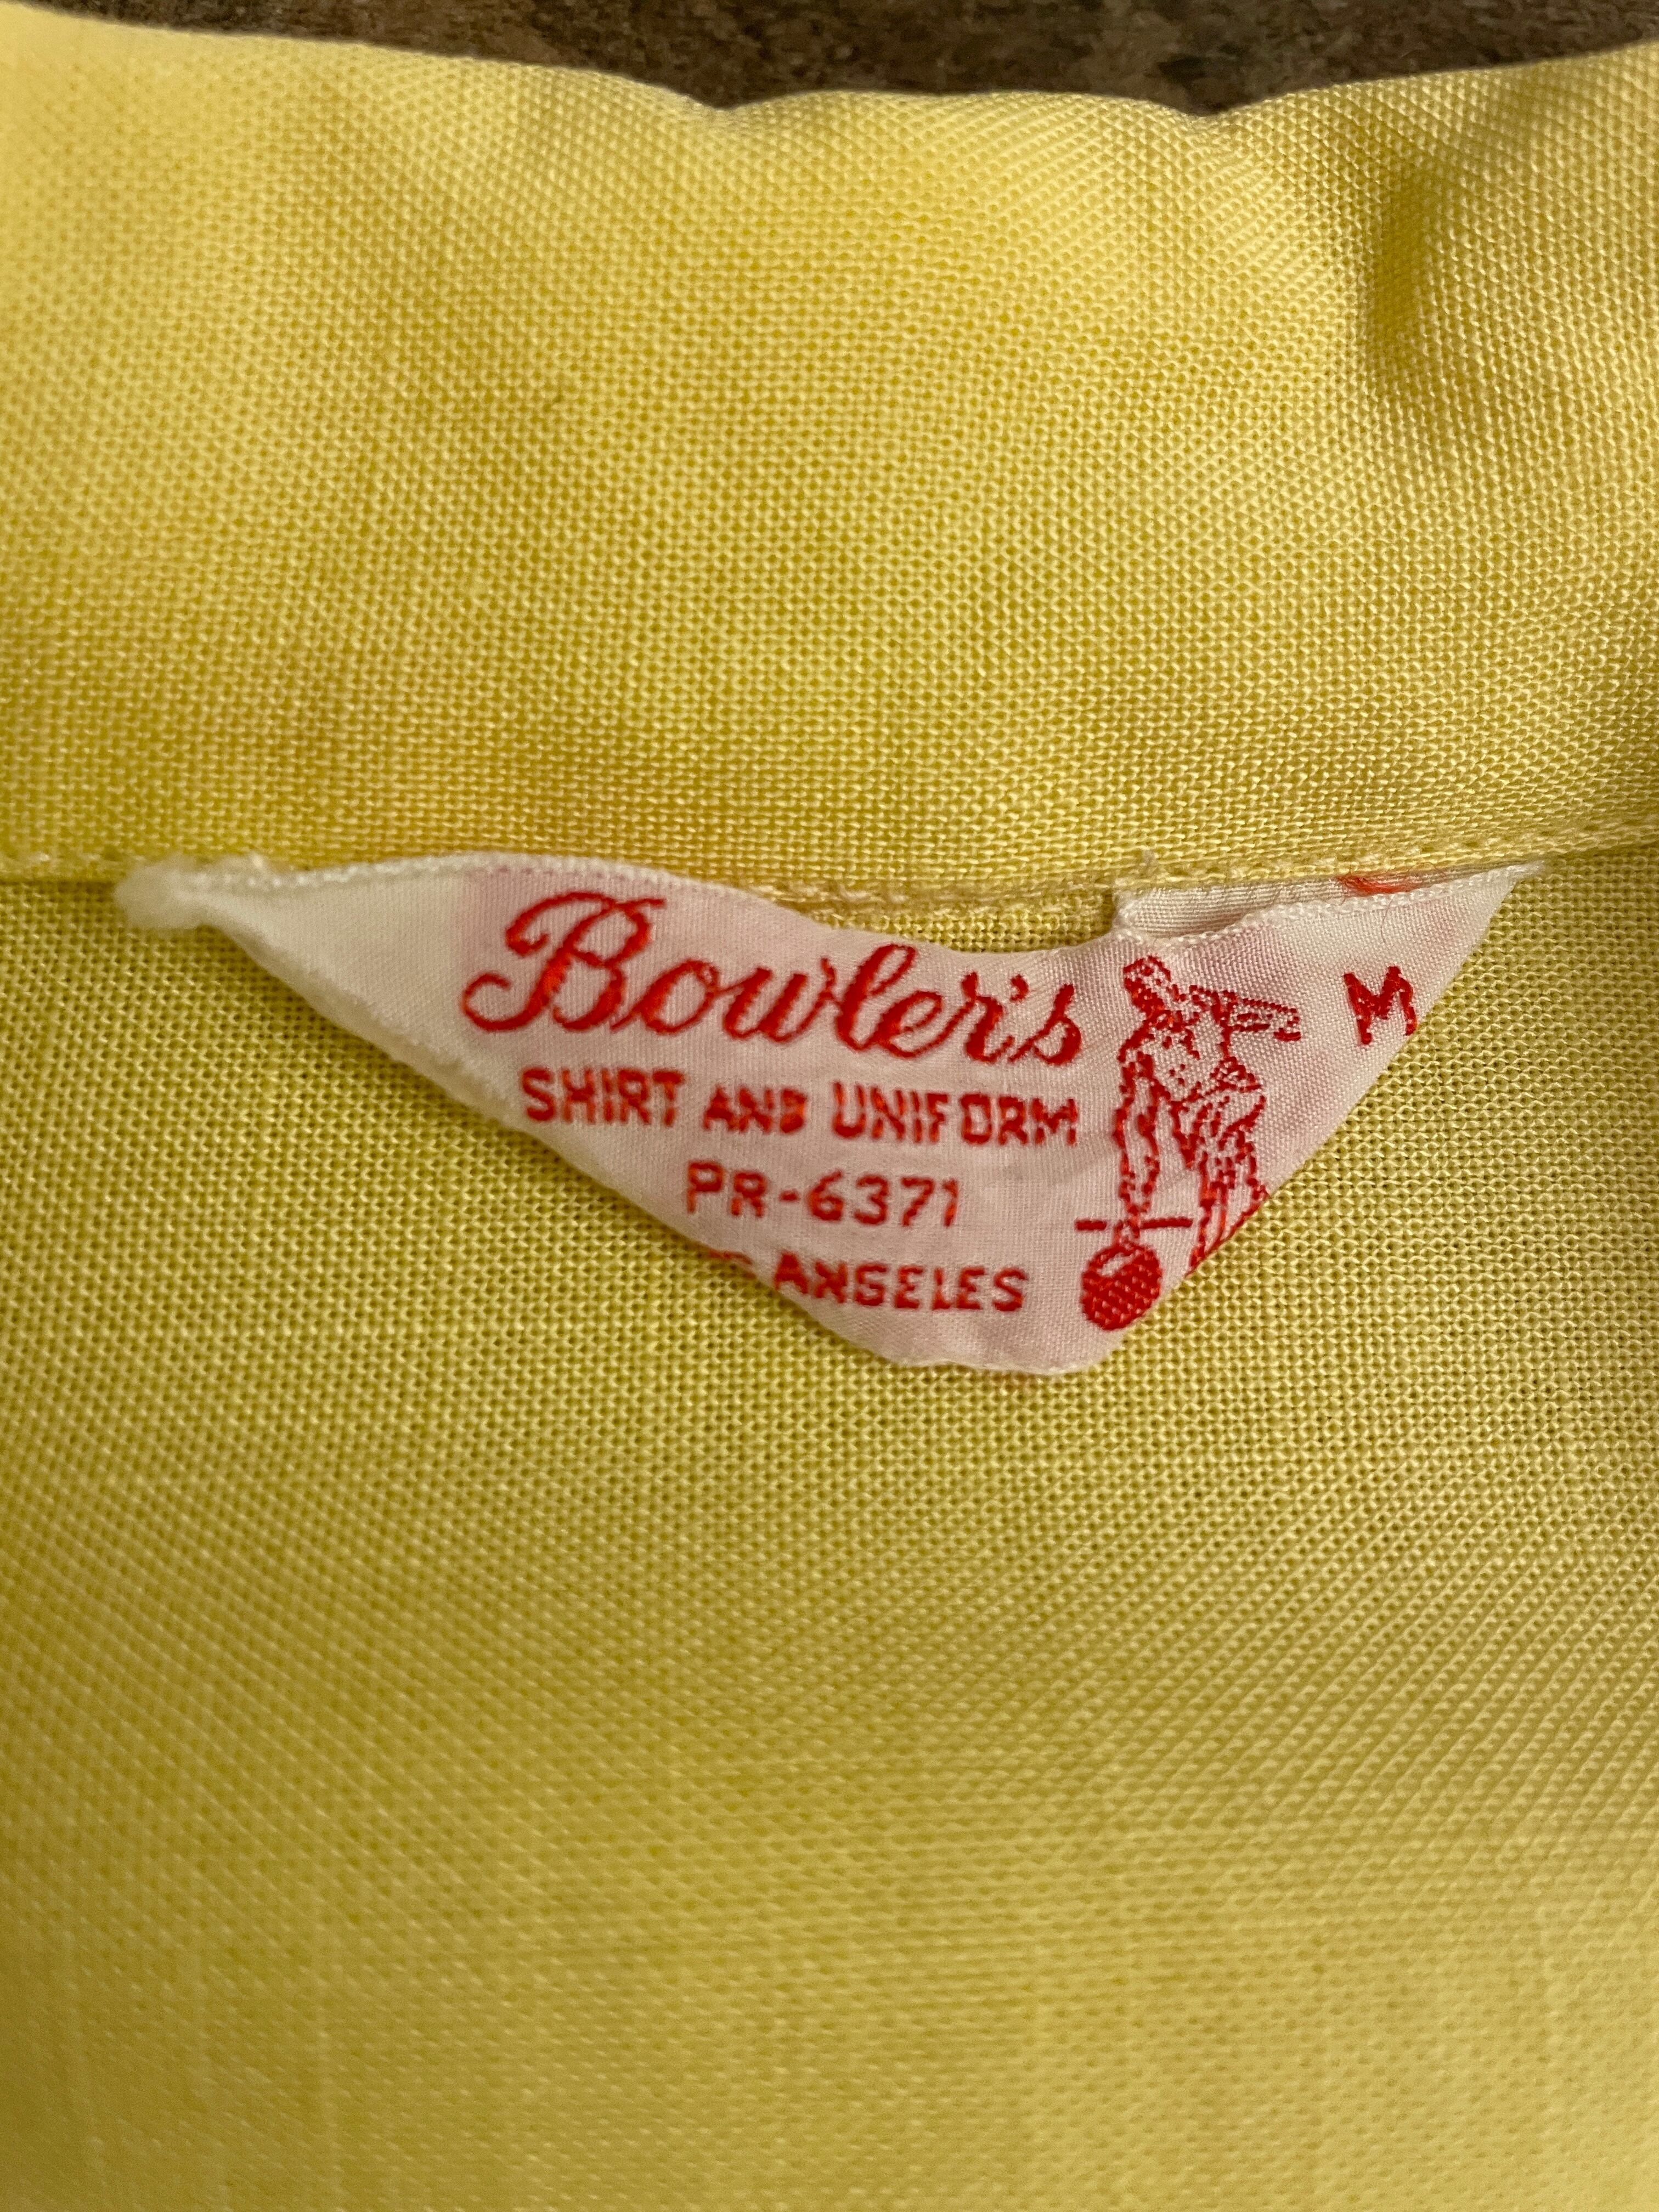 Bowler's
SHIRT AND UNIFORM
PR-6371
ANGELES
M